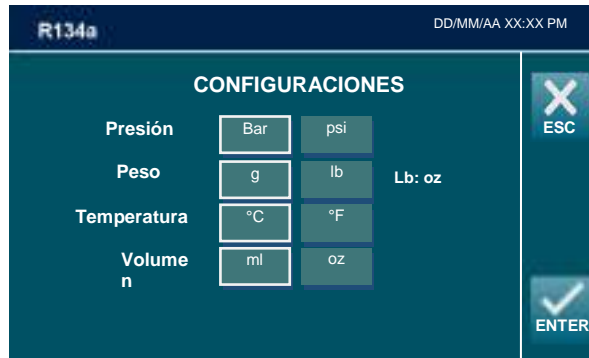 R134a DD/MM/AA XX:XX PM
CONFIGURACIONES
ESC
Presión Bar psi
Peso g lb Lb: oz
Temperatura °C °F
Volume
n ml oz
ENTER